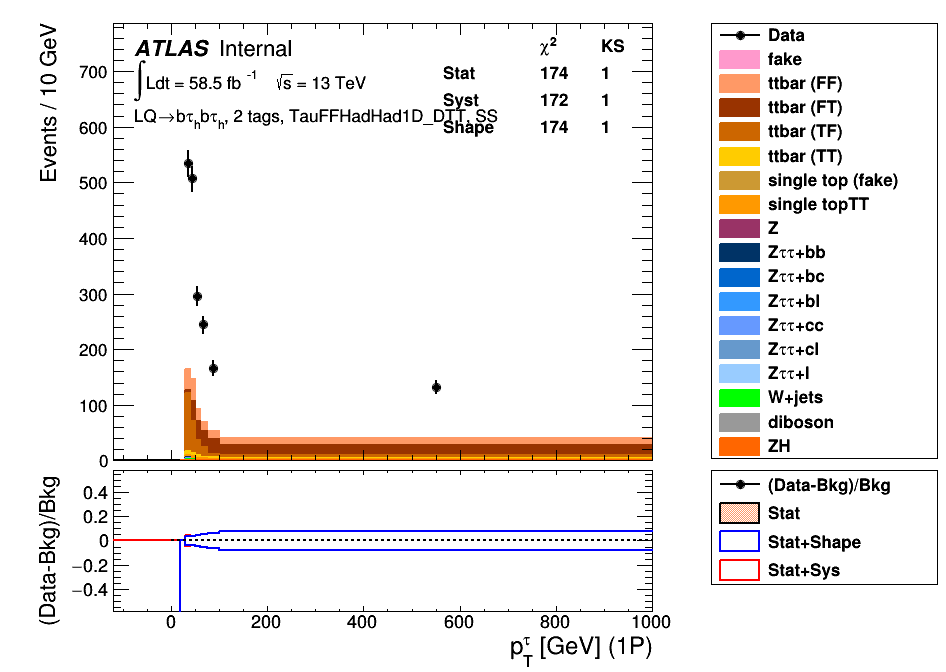 Events / 10 GeV
700
600
500
400
300
200
100
0
ATLAS Internal
∫Ldt = 58.5 fb⁻¹ √s = 13 TeV
LQ→bτₕbτₕ, 2 tags, TauFFHadHad1D_DTT, SS
χ² KS
Stat 174 1
Syst 172 1
Shape 174 1
Data
fake
ttbar (FF)
ttbar (FT)
ttbar (TF)
ttbar (TT)
single top (fake)
single topTT
Z
Zττ+bb
Zττ+bc
Zττ+bl
Zττ+cc
Zττ+cl
Zττ+l
W+jets
diboson
ZH
(Data-Bkg)/Bkg
0.4
0.2
0
−0.2
−0.4
0 200 400 600 800 1000
p_T^τ [GeV] (1P)
(Data-Bkg)/Bkg
Stat
Stat+Shape
Stat+Sys